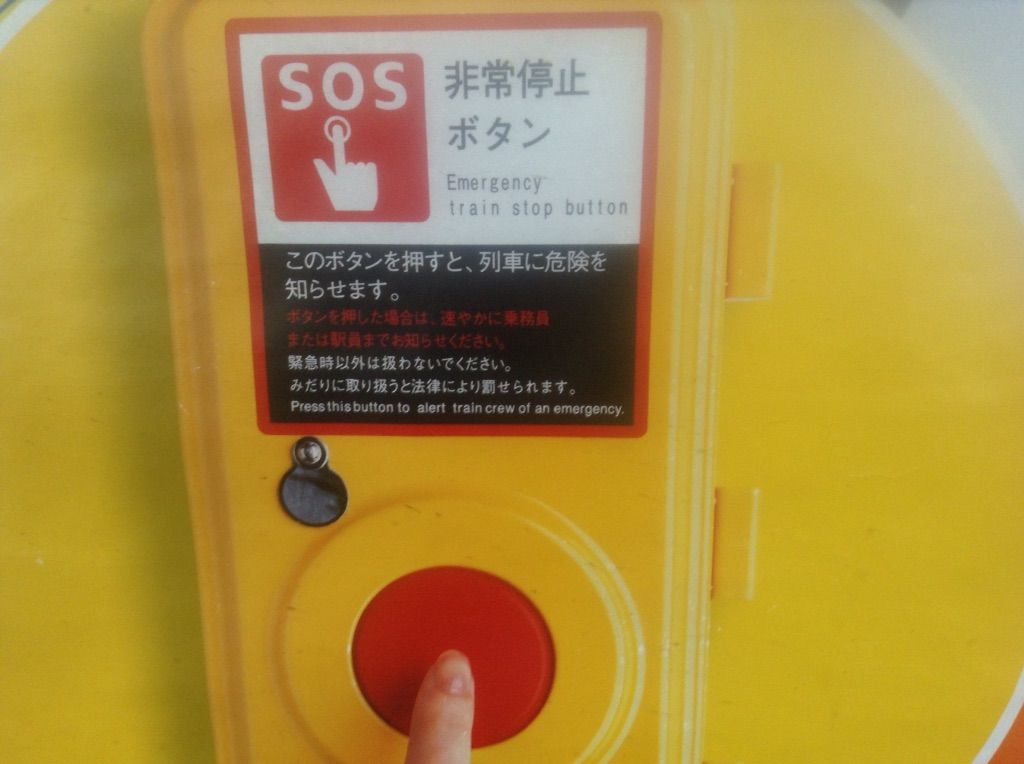 SOS
非常停止
ボタン
Emergency
train stop button
このボタンを押すと、列車に危険を
知らせます。
ボタンを押した場合は、速やかに乗務員
または駅員までお知らせください。
緊急時以外は扱わないでください。
みだりに取り扱うと法律により罰せられます。
Press this button to alert train crew of an emergency.